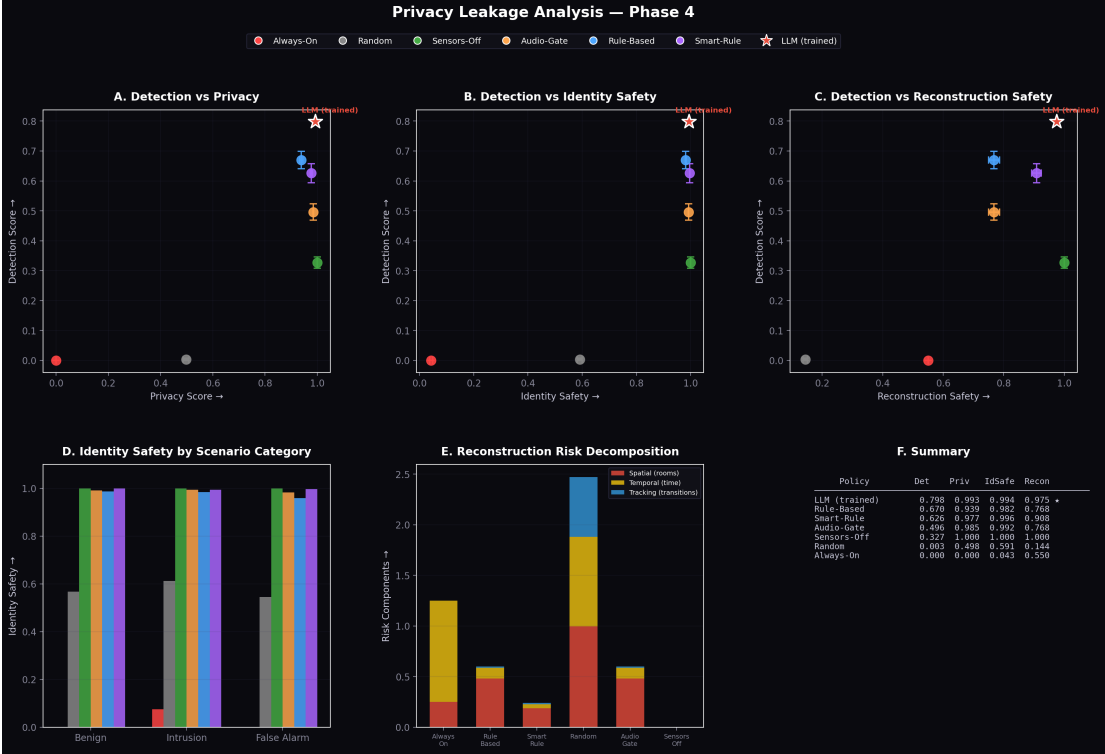 Privacy Leakage Analysis — Phase 4
Always-On Random Sensors-Off Audio-Gate Rule-Based Smart-Rule LLM (trained)
A. Detection vs Privacy
LLM (trained)
Detection Score →
0.8
0.7
0.6
0.5
0.4
0.3
0.2
0.1
0.0
0.0 0.2 0.4 0.6 0.8 1.0
Privacy Score →
B. Detection vs Identity Safety
LLM (trained)
Detection Score →
0.8
0.7
0.6
0.5
0.4
0.3
0.2
0.1
0.0
0.0 0.2 0.4 0.6 0.8 1.0
Identity Safety →
C. Detection vs Reconstruction Safety
LLM (trained)
Detection Score →
0.8
0.7
0.6
0.5
0.4
0.3
0.2
0.1
0.0
0.2 0.4 0.6 0.8 1.0
Reconstruction Safety →
D. Identity Safety by Scenario Category
Identity Safety →
1.0
0.8
0.6
0.4
0.2
0.0
Benign Intrusion False Alarm
E. Reconstruction Risk Decomposition
Spatial (rooms)
Temporal (time)
Tracking (transitions)
Risk Components →
2.5
2.0
1.5
1.0
0.5
0.0
Always Rule Smart Random Audio Sensors
On Based Rule Gate Off
F. Summary
Policy Det Priv IdSafe Recon
LLM (trained) 0.798 0.993 0.994 0.975 ★
Rule-Based 0.670 0.939 0.982 0.768
Smart-Rule 0.626 0.977 0.996 0.908
Audio-Gate 0.496 0.985 0.992 0.768
Sensors-Off 0.327 1.000 1.000 1.000
Random 0.003 0.498 0.591 0.144
Always-On 0.000 0.000 0.043 0.550